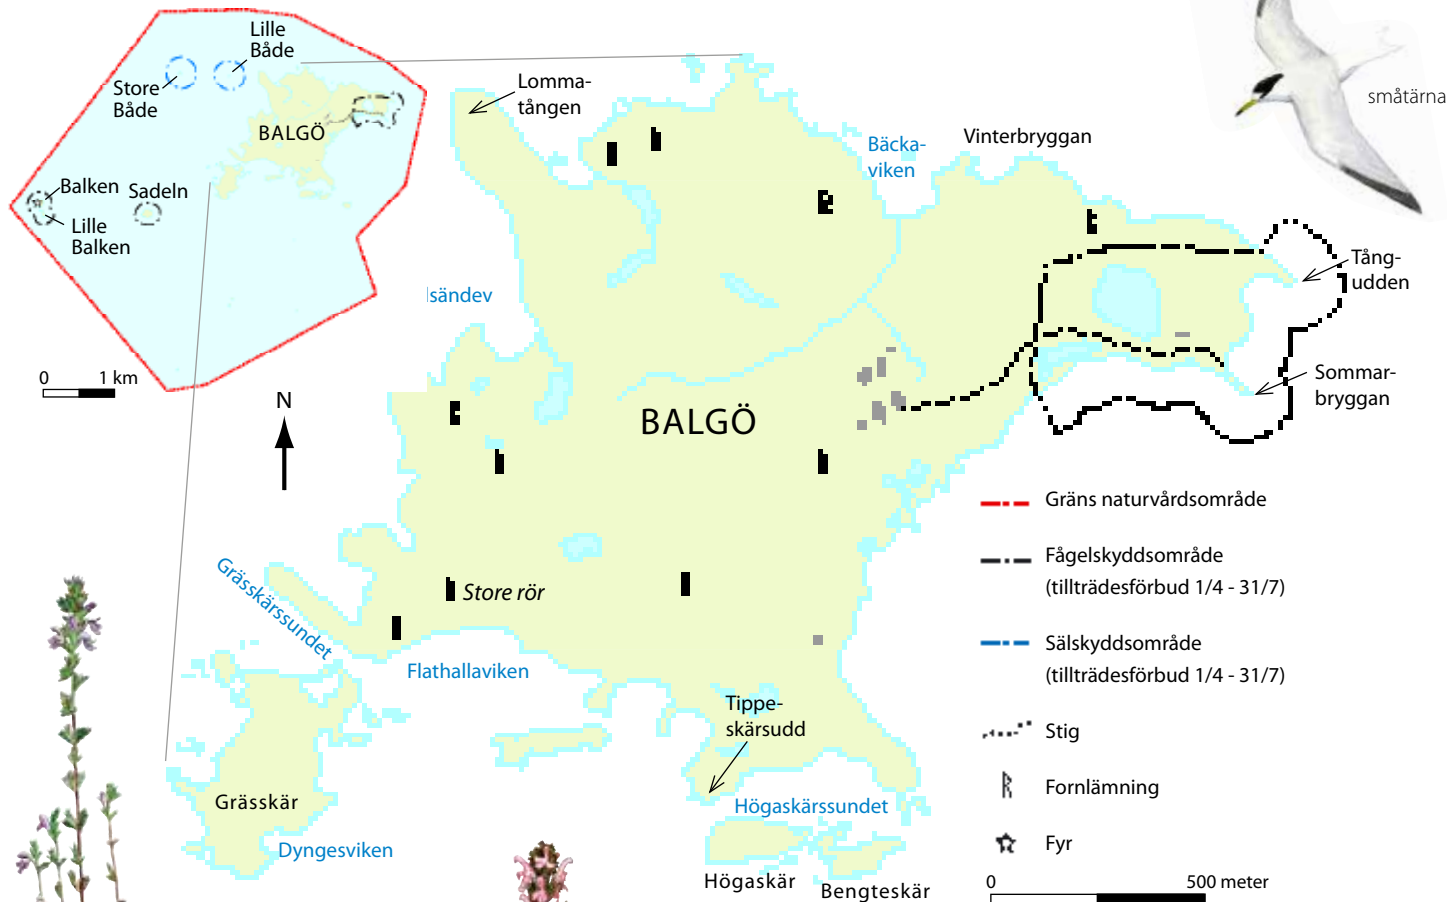 Lille
Både
Store
Både
BALGÖ
Balken
Sadeln
Lille
Balken
0 1 km
N
Lomma-
tången
Bäcka-
viken
Vinterbryggan
småtärna
Tång-
udden
Sommar-
bryggan
lsändev
BALGÖ
Store rör
Grässkärssundet
Flathallaviken
Tippe-
skärsudd
Grässkär
Dyngesviken
Högaskärssundet
Högaskär
Bengteskär
Gräns naturvårdsområde
Fågelskyddsområde
(tillträdesförbud 1/4 - 31/7)
Sälskyddsområde
(tillträdesförbud 1/4 - 31/7)
Stig
Fornlämning
Fyr
0 500 meter